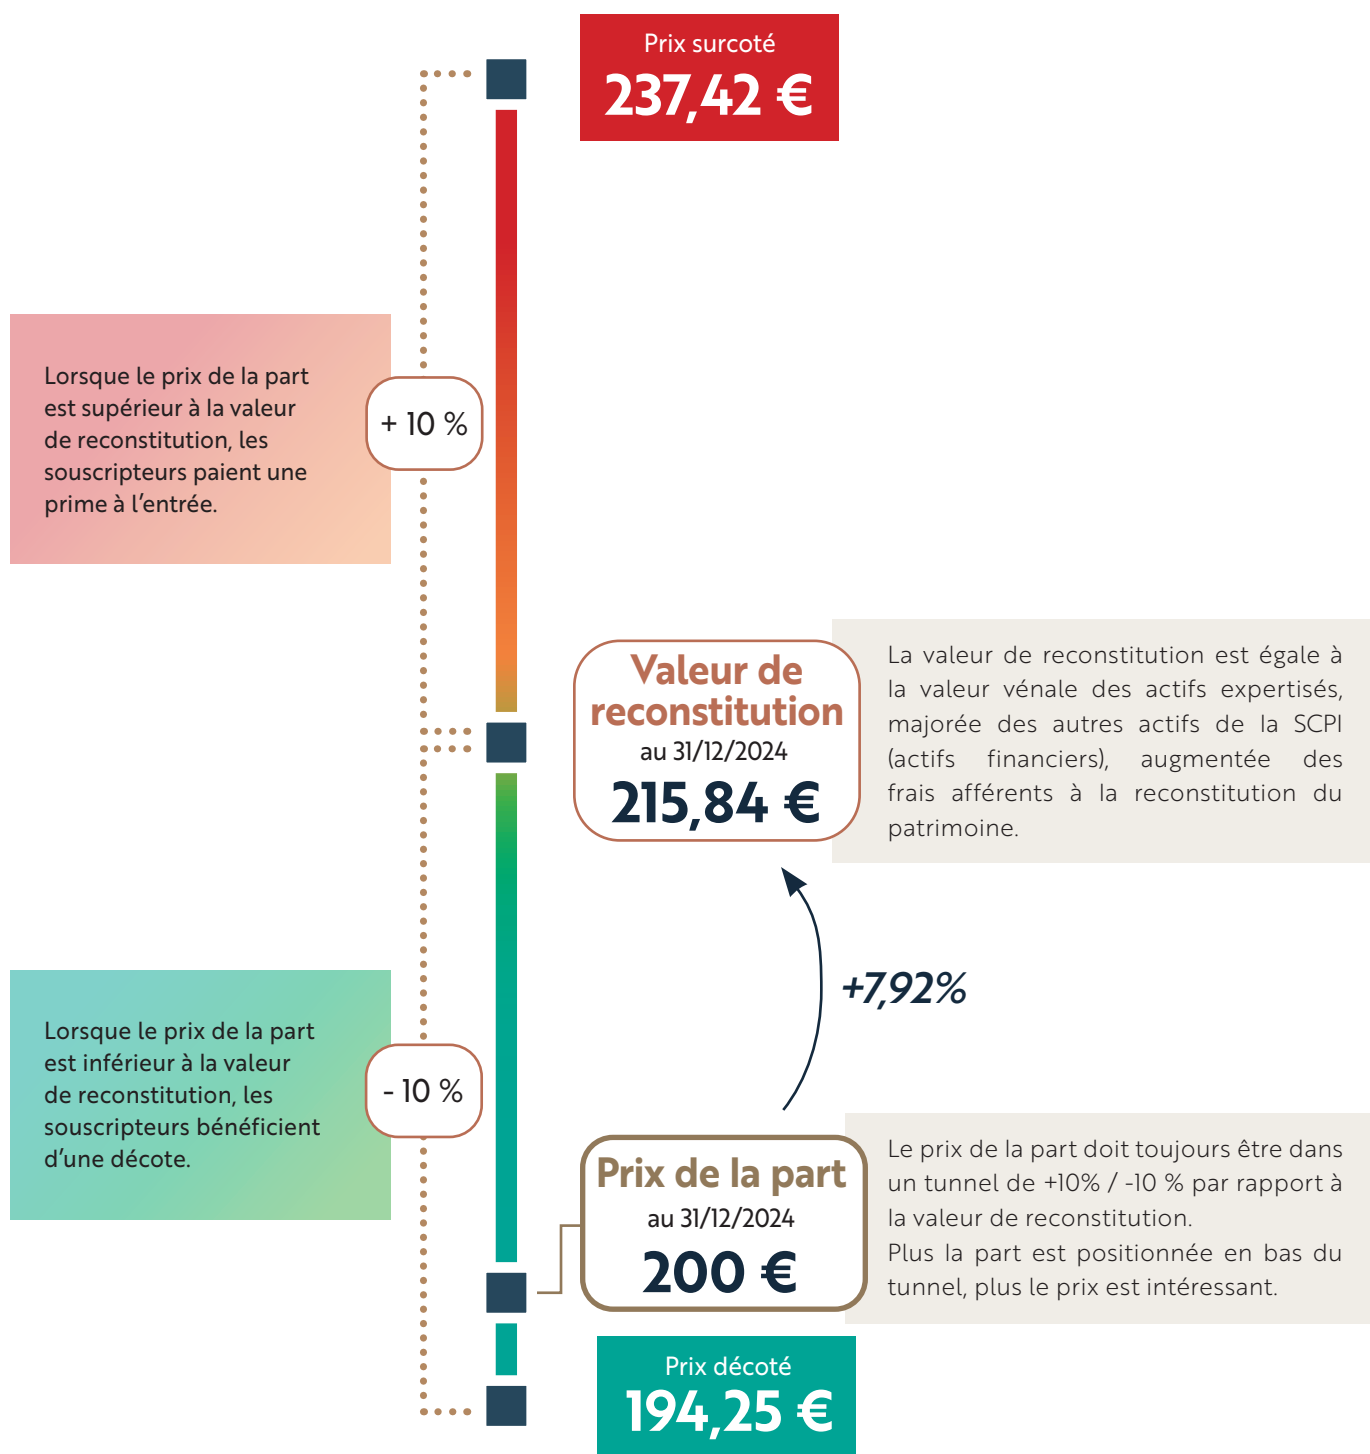 Prix surcoté
237,42 €
Lorsque le prix de la part
est supérieur à la valeur
de reconstitution, les
souscripteurs paient une
prime à l'entrée.
+ 10 %
Valeur de
reconstitution
au 31/12/2024
215,84 €
La valeur de reconstitution est égale à
la valeur vénale des actifs expertisés,
majorée des autres actifs de la SCPI
(actifs financiers), augmentée des
frais afférents à la reconstitution du
patrimoine.
+7,92%
Lorsque le prix de la part
est inférieur à la valeur
de reconstitution, les
souscripteurs bénéficient
d'une décote.
- 10 %
Prix de la part
au 31/12/2024
200 €
Le prix de la part doit toujours être dans
un tunnel de +10% / -10 % par rapport à
la valeur de reconstitution.
Plus la part est positionnée en bas du
tunnel, plus le prix est intéressant.
Prix décoté
194,25 €